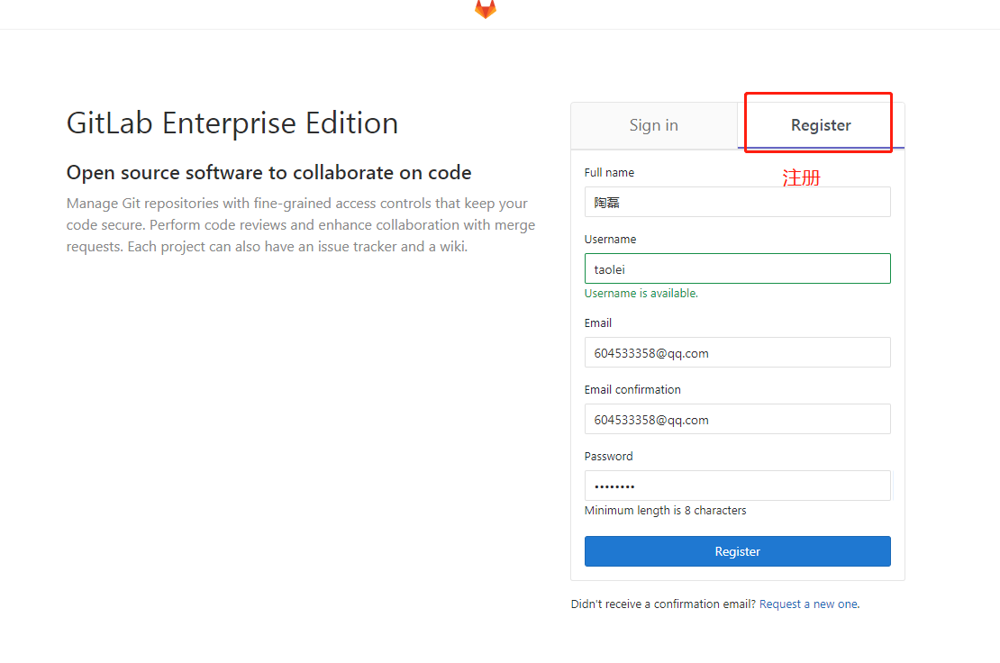 GitLab Enterprise Edition
Open source software to collaborate on code
Manage Git repositories with fine-grained access controls that keep your
code secure. Perform code reviews and enhance collaboration with merge
requests. Each project can also have an issue tracker and a wiki.
Sign in
Register
注册
Full name
陶磊
Username
taolei
Username is available.
Email
604533358@qq.com
Email confirmation
604533358@qq.com
Password
••••••••
Minimum length is 8 characters
Register
Didn't receive a confirmation email? Request a new one.